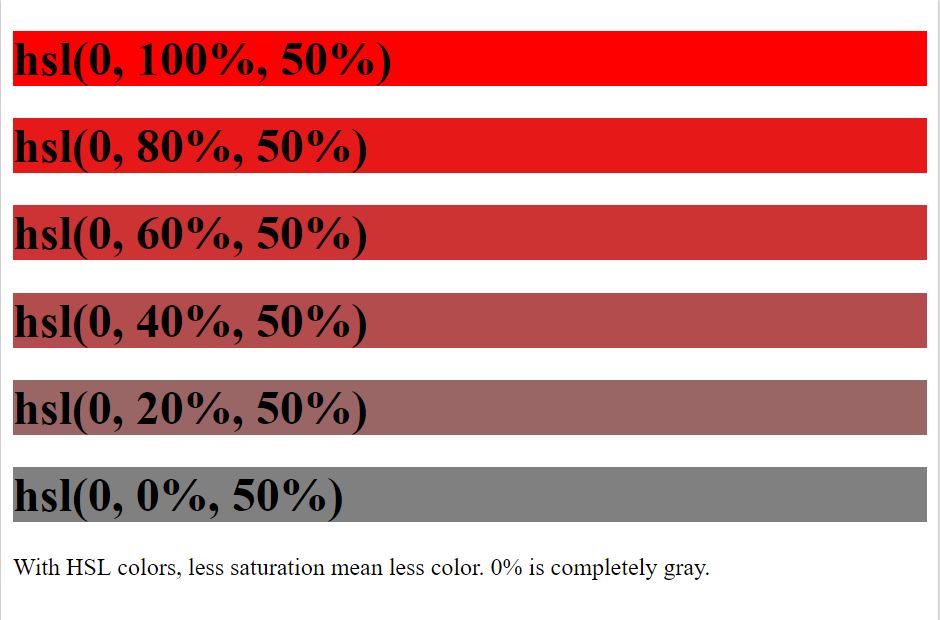 hsl(0, 100%, 50%)
hsl(0, 80%, 50%)
hsl(0, 60%, 50%)
hsl(0, 40%, 50%)
hsl(0, 20%, 50%)
hsl(0, 0%, 50%)
With HSL colors, less saturation mean less color. 0% is completely gray.